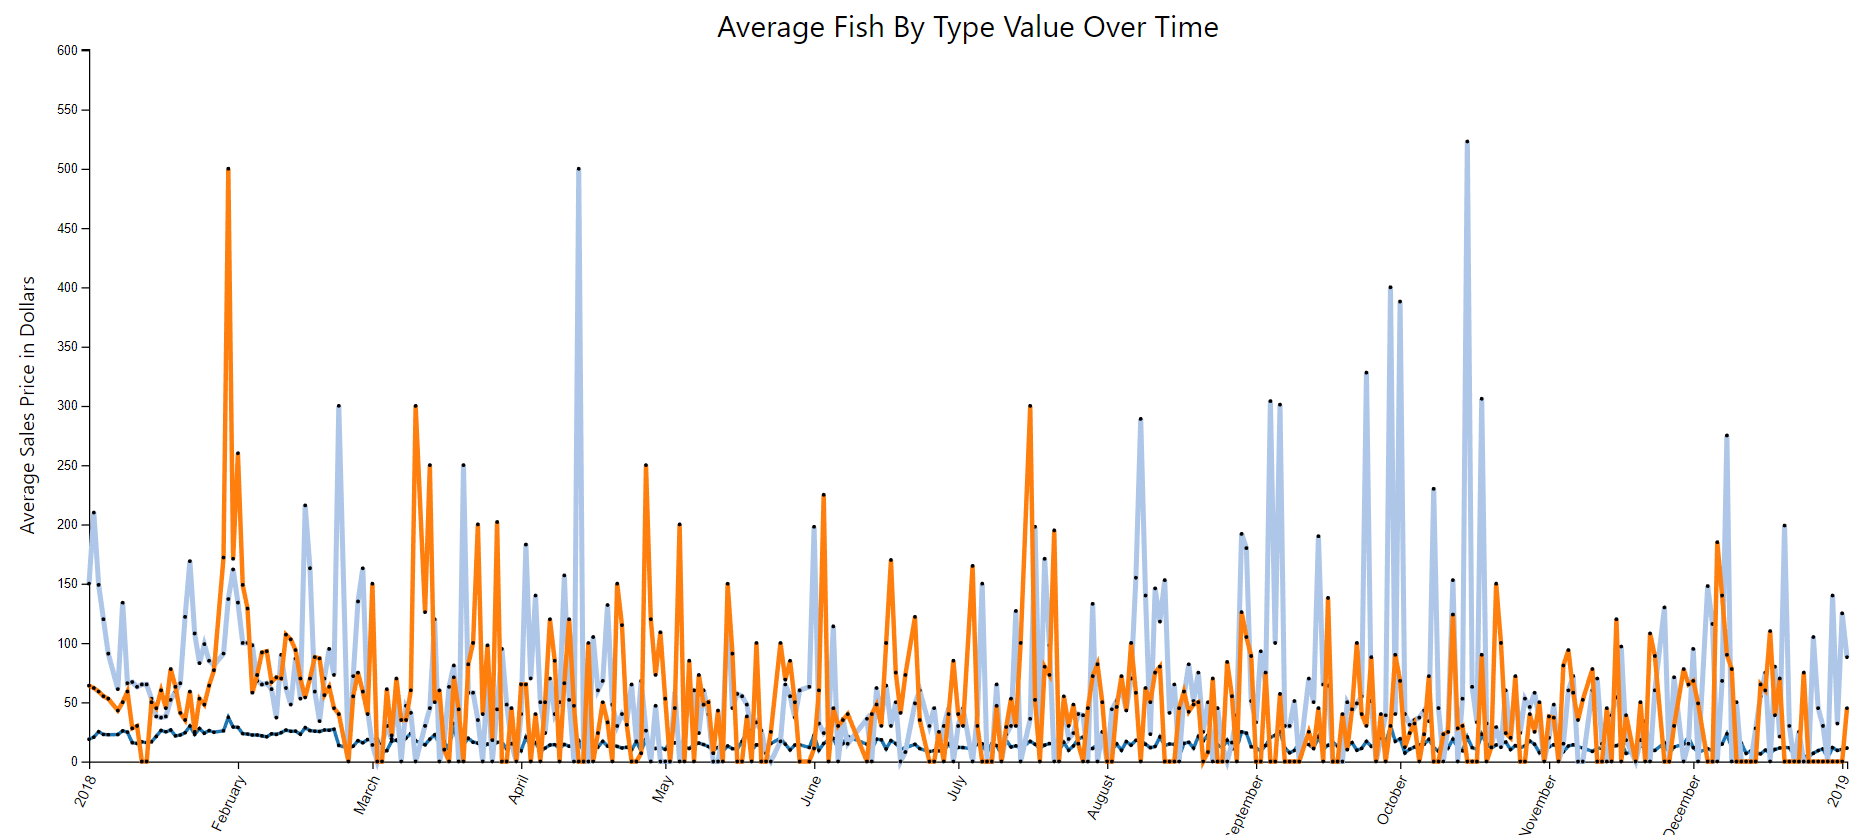 Average Fish By Type Value Over Time
Average Sales Price in Dollars
600
550
500
450
400
350
300
250
200
150
100
50
0
2018
February
March
April
May
June
July
August
September
October
November
December
2019